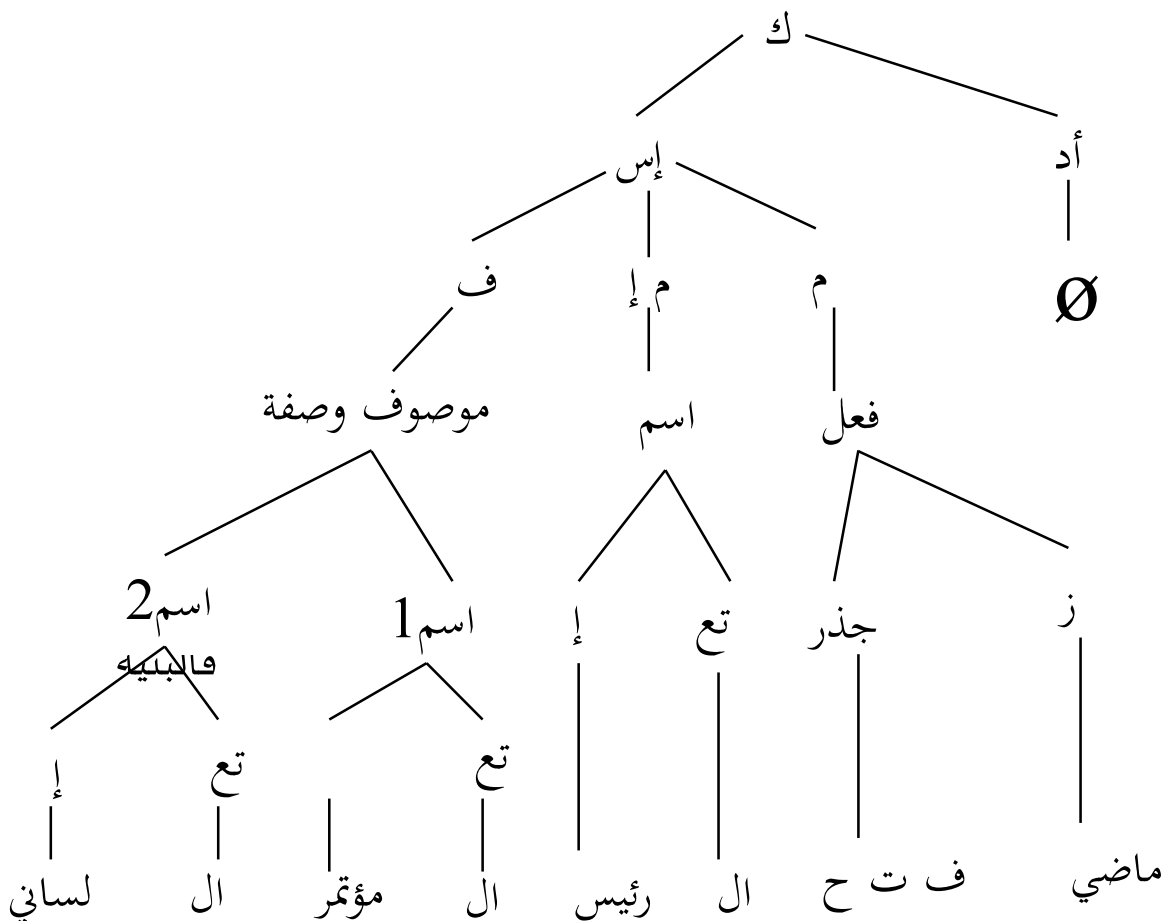 ك
أد إس
Ø م م إ ف
فعل اسم موصوف وصفة
ز جذر تع إ اسم1 اسم2
فالبنيه
تع تع إ
ماضي ف ت ح ال رئيس ال مؤتمر ال لساني